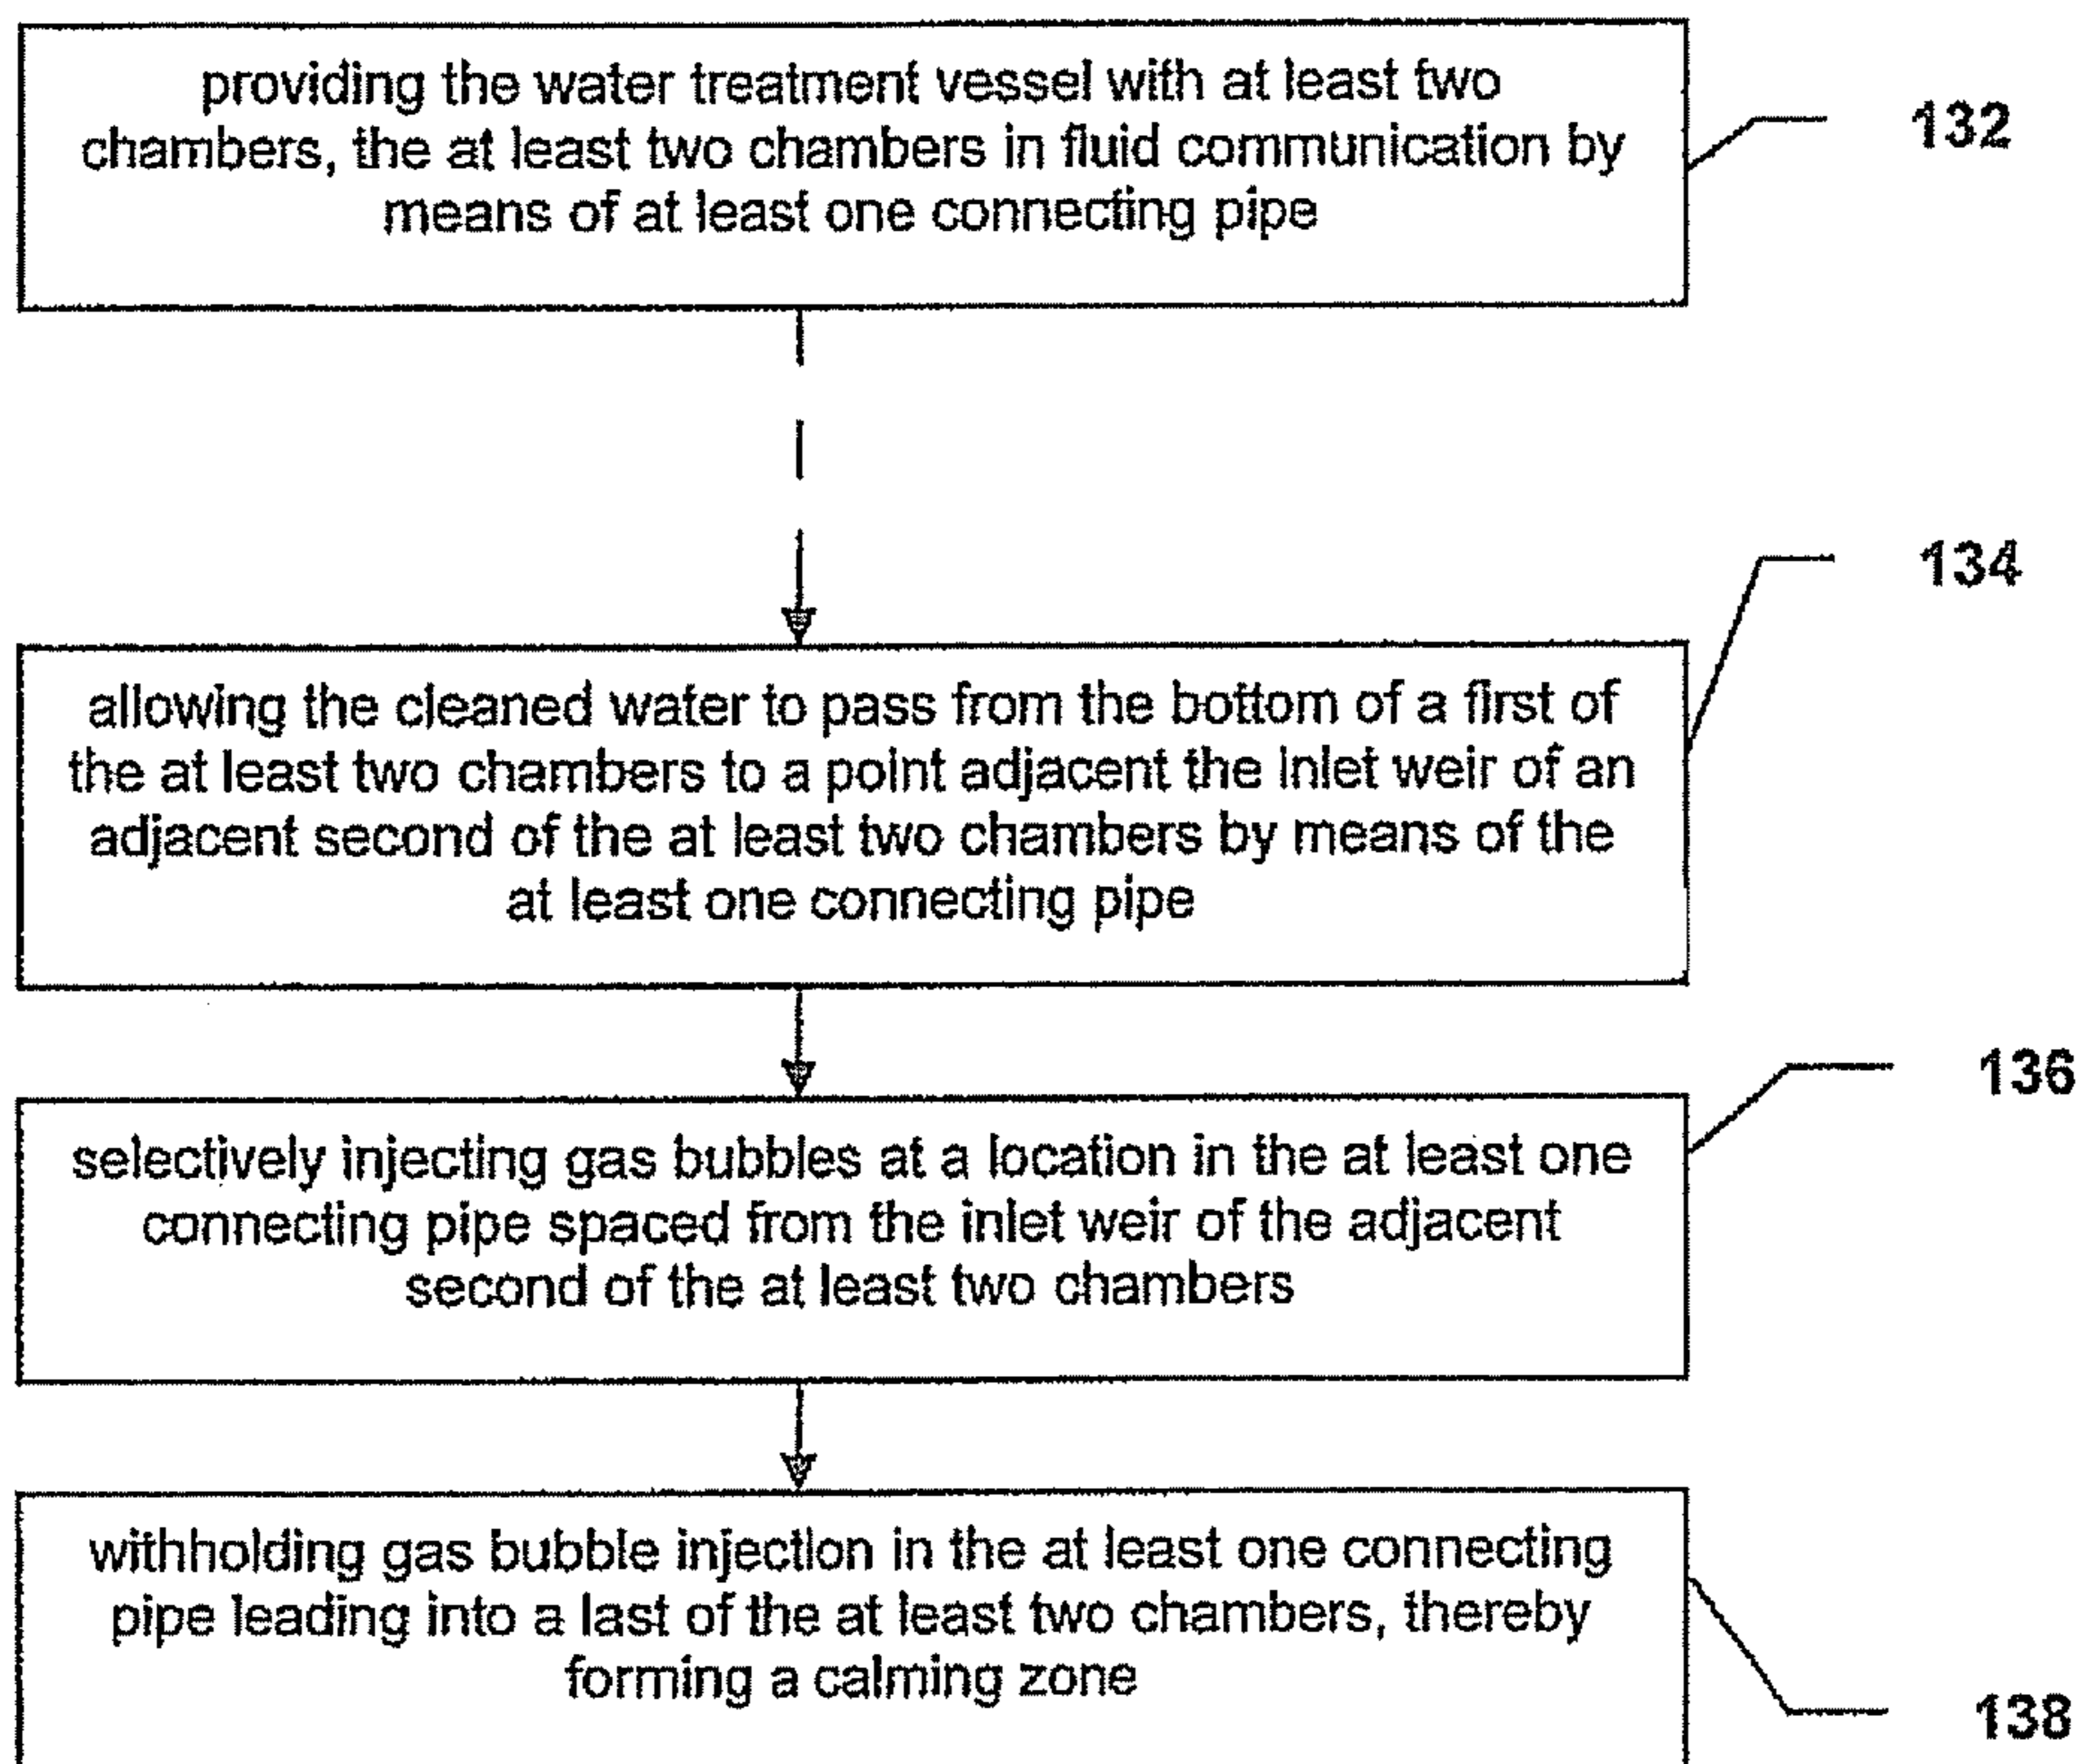 providing the water treatment vessel with at least two
chambers, the at least two chambers in fluid communication by
means of at least one connecting pipe
132
134
allowing the cleaned water to pass from the bottom of a first of
the at least two chambers to a point adjacent the inlet weir of an
adjacent second of the at least two chambers by means of the
at least one connecting pipe
136
selectively injecting gas bubbles at a location in the at least one
connecting pipe spaced from the inlet weir of the adjacent
second of the at least two chambers
withholding gas bubble injection in the at least one connecting
pipe leading into a last of the at least two chambers, thereby
forming a calming zone
138